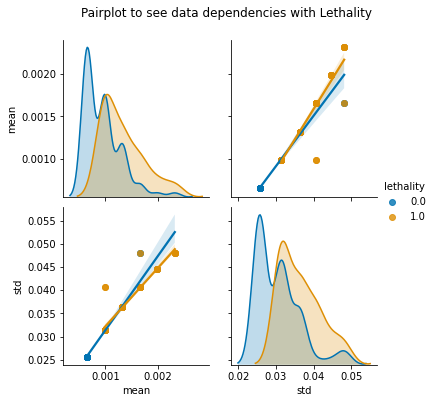 Pairplot to see data dependencies with Lethality
mean
0.0020
0.0015
0.0010
lethality
0.0
1.0
std
0.055
0.050
0.045
0.040
0.035
0.030
0.025
0.001 0.002
mean
0.02 0.03 0.04 0.05
std